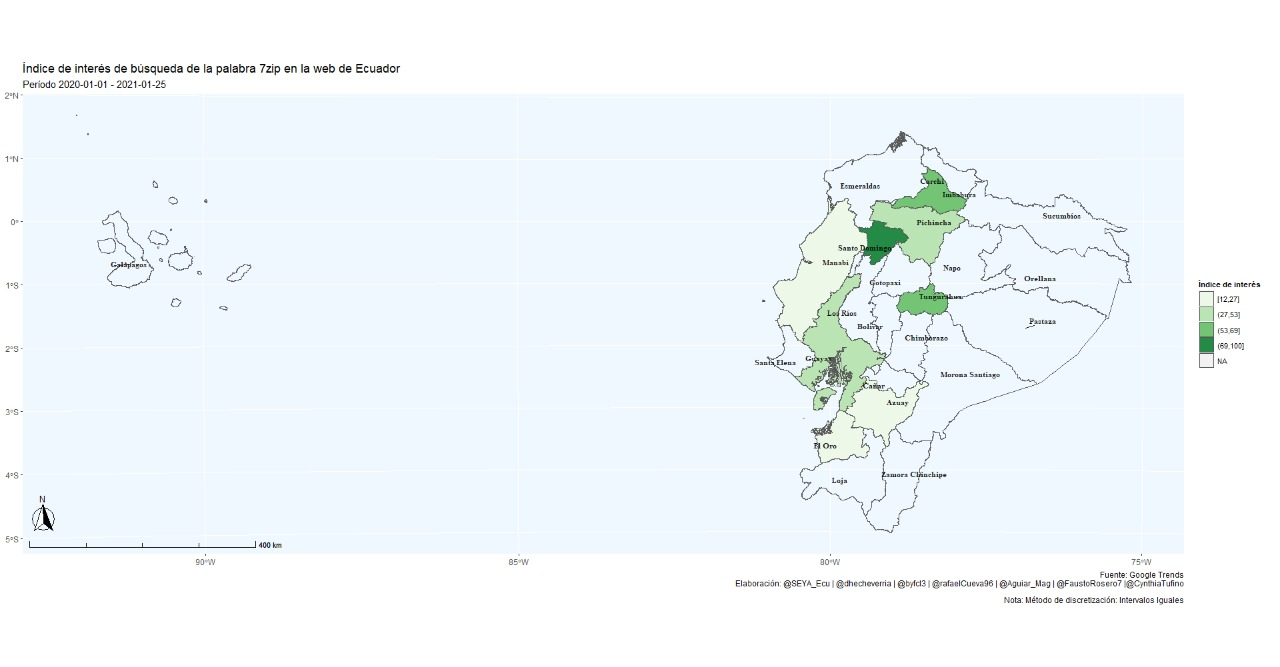 Índice de interés de búsqueda de la palabra 7zip en la web de Ecuador
Período 2020-01-01 - 2021-01-25
2°N
1°N
0°
1°S
2°S
3°S
4°S
5°S
Galápagos
Esmeraldas
Carchi
Imbabura
Sucumbíos
Pichincha
Santo Domingo
Manabí
Napo
Orellana
Cotopaxi
Tungurahua
Los Ríos
Bolívar
Pastaza
Chimborazo
Santa Elena
Guayas
Morona Santiago
Cañar
Azuay
El Oro
Loja
Zamora Chinchipe
Índice de interés
[12,27]
(27,53]
(53,69]
(69,100]
NA
N
400 km
90°W
85°W
80°W
75°W
Fuente: Google Trends
Elaboración: @SEYA_Ecu | @dhecheverria | @byfcl3 | @rafaelCueva96 | @Aguiar_Mag | @FaustoRosero7 |@CynthiaTufino
Nota: Método de discretización: Intervalos Iguales